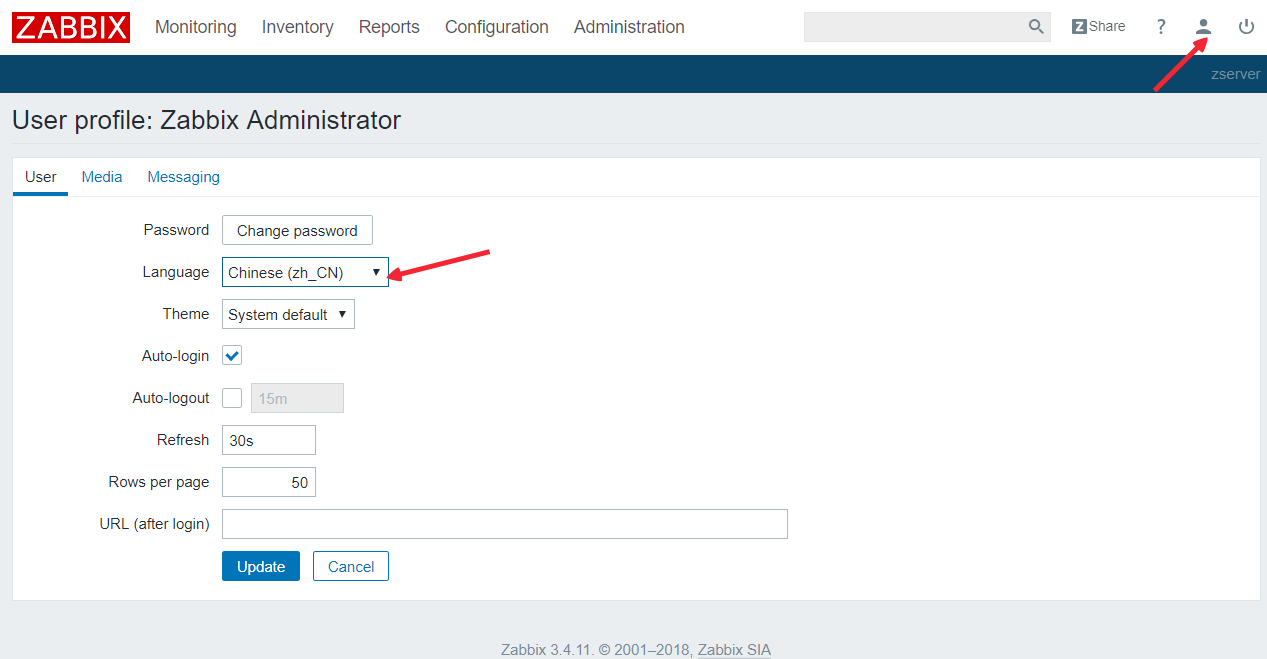 ZABBIX Monitoring Inventory Reports Configuration Administration Z Share ?
zserver
User profile: Zabbix Administrator
User Media Messaging
Password Change password
Language Chinese (zh_CN)
Theme System default
Auto-login
Auto-logout 15m
Refresh 30s
Rows per page 50
URL (after login)
Update Cancel
Zabbix 3.4.11. © 2001–2018, Zabbix SIA